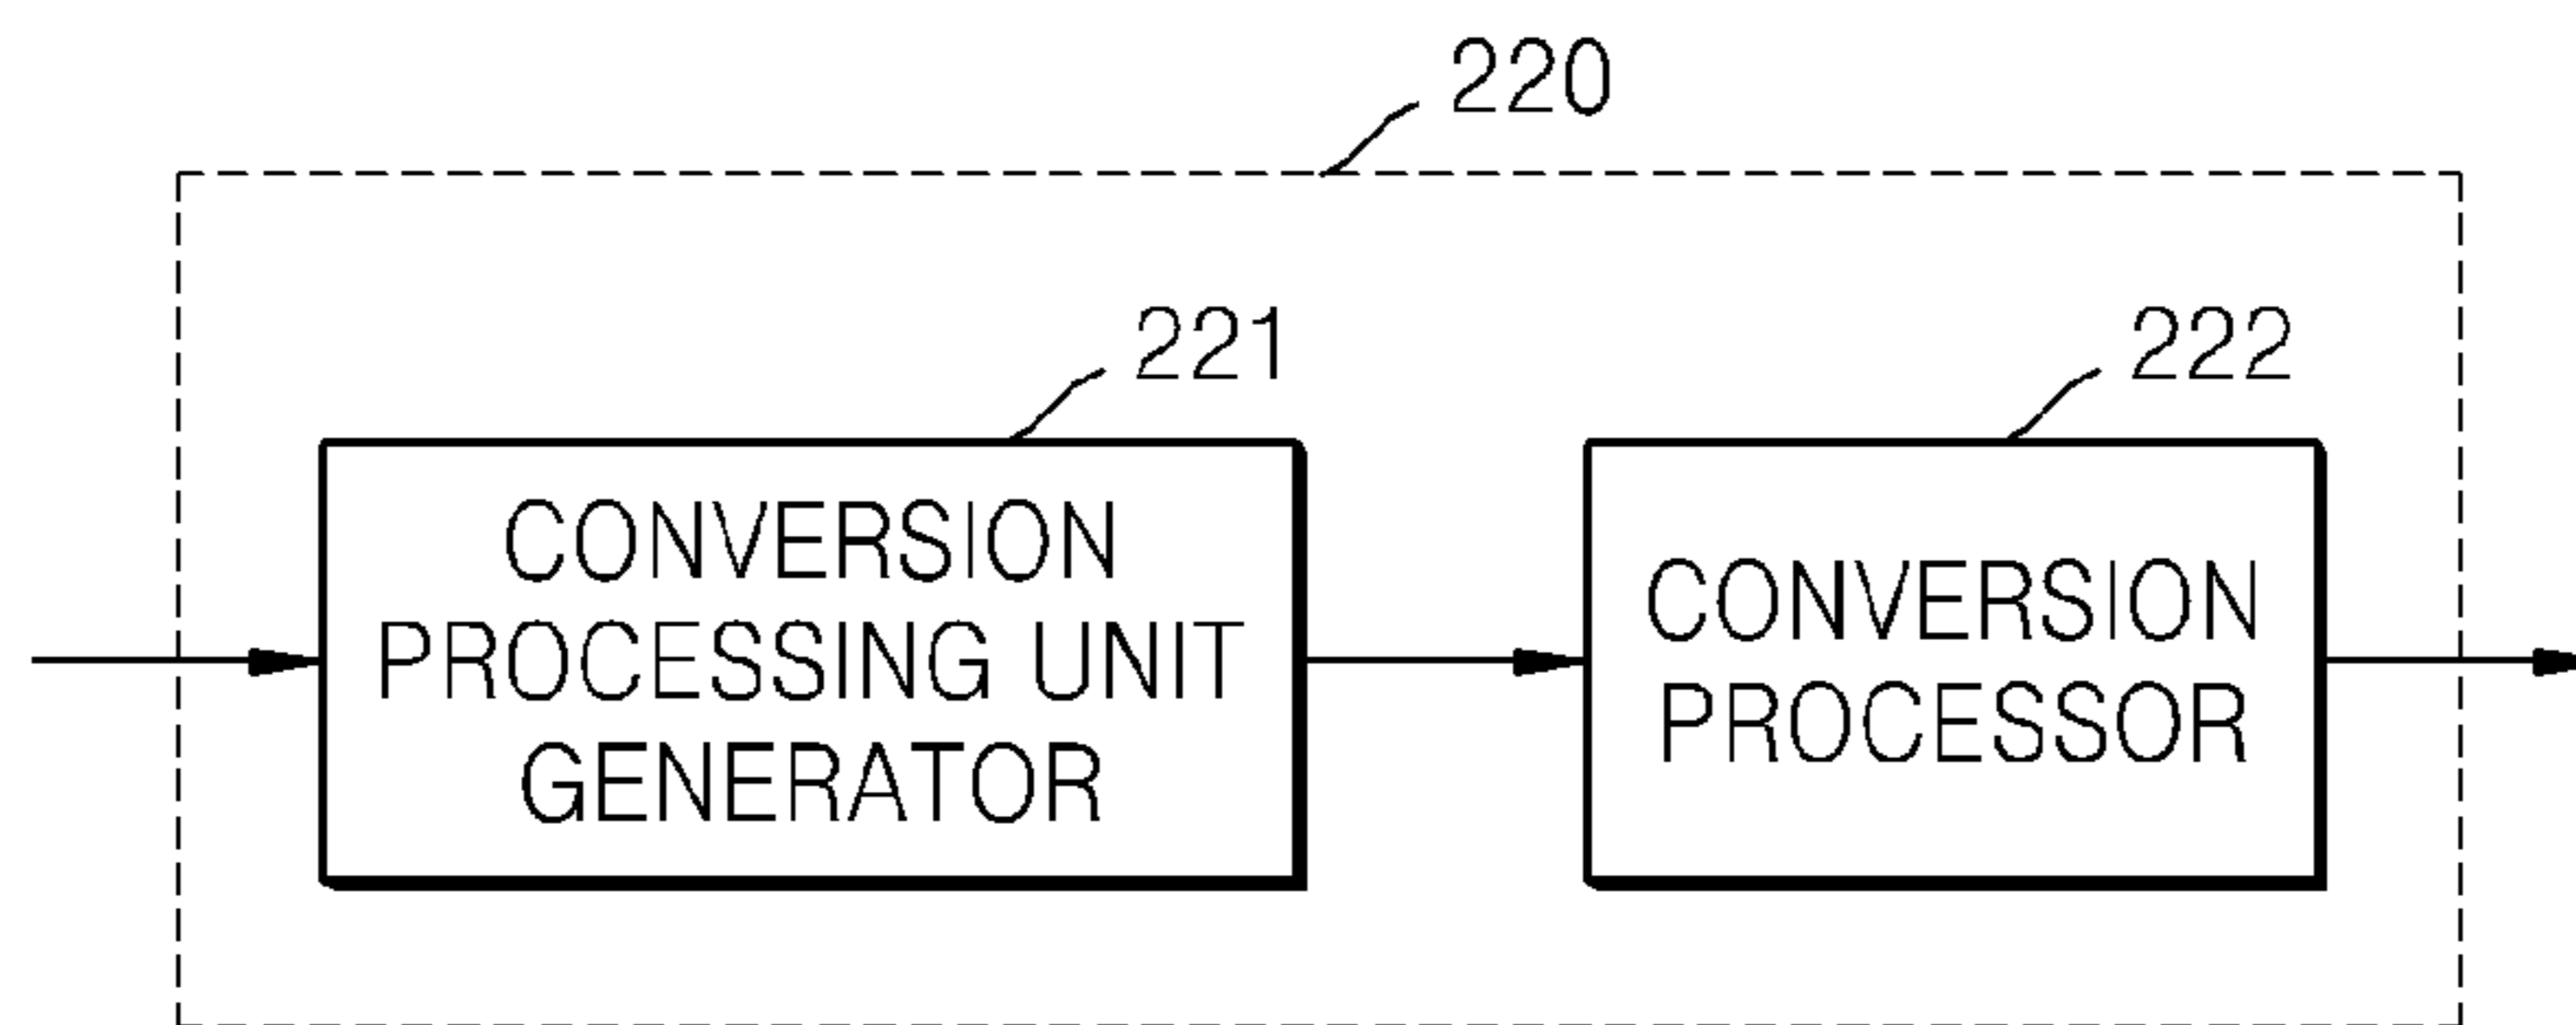 220
221
222
CONVERSION
PROCESSING UNIT
GENERATOR
CONVERSION
PROCESSOR